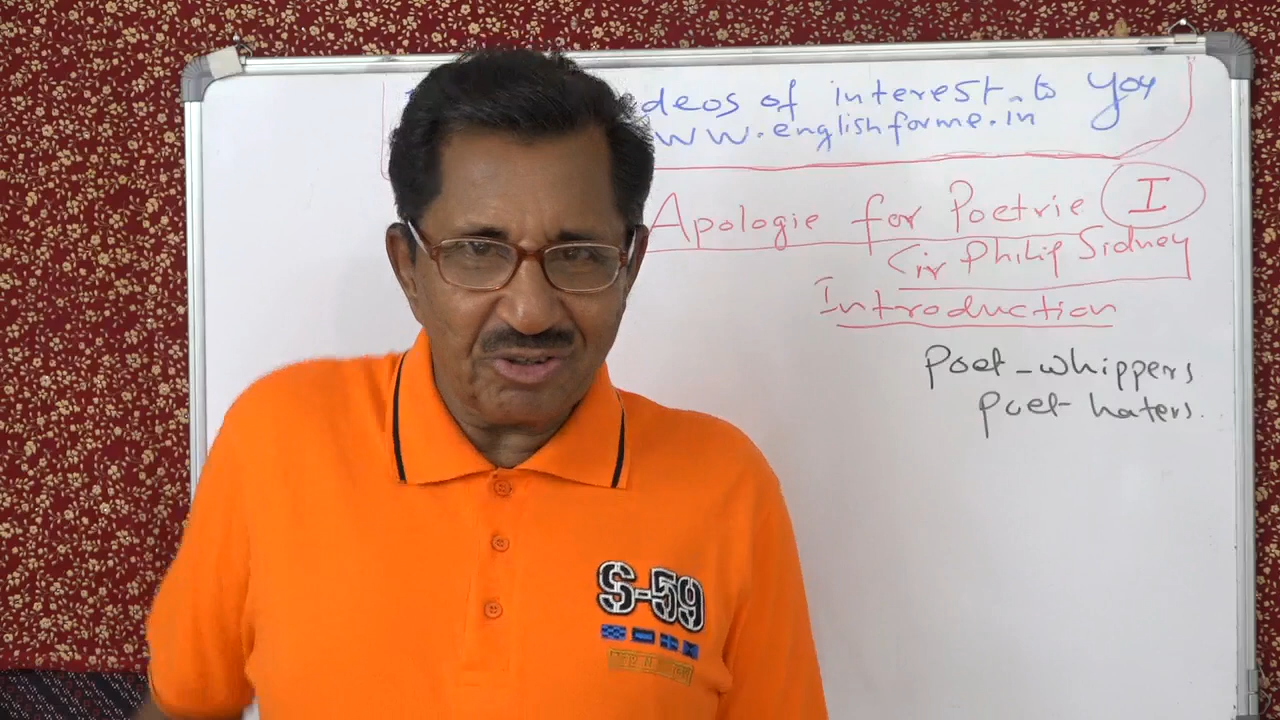 deos of interest to you
ww.englishforme.in
Apologie for Poetrie I
Sir Philip Sidney
Introduction
Poet-whippers
Poet haters.
S-59